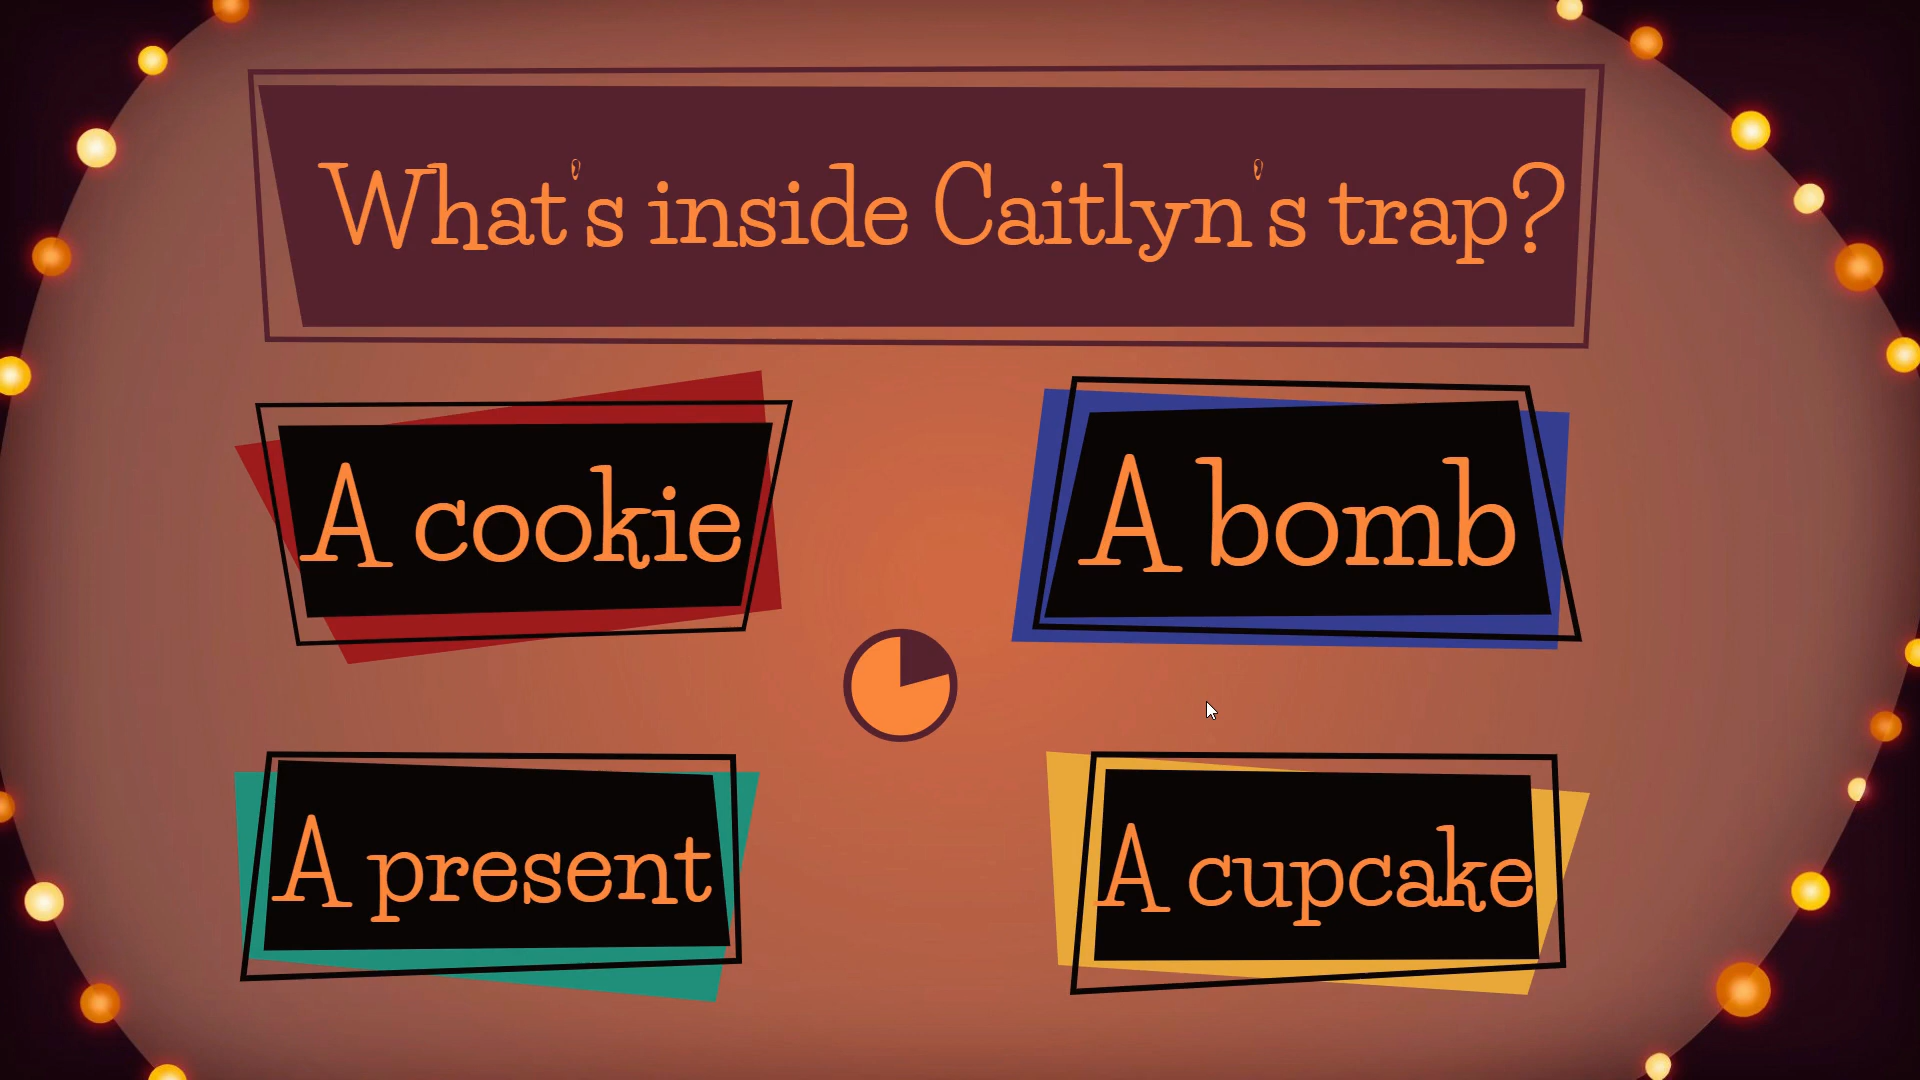 What's inside Caitlyn's trap?
A cookie
A bomb
A present
A cupcake